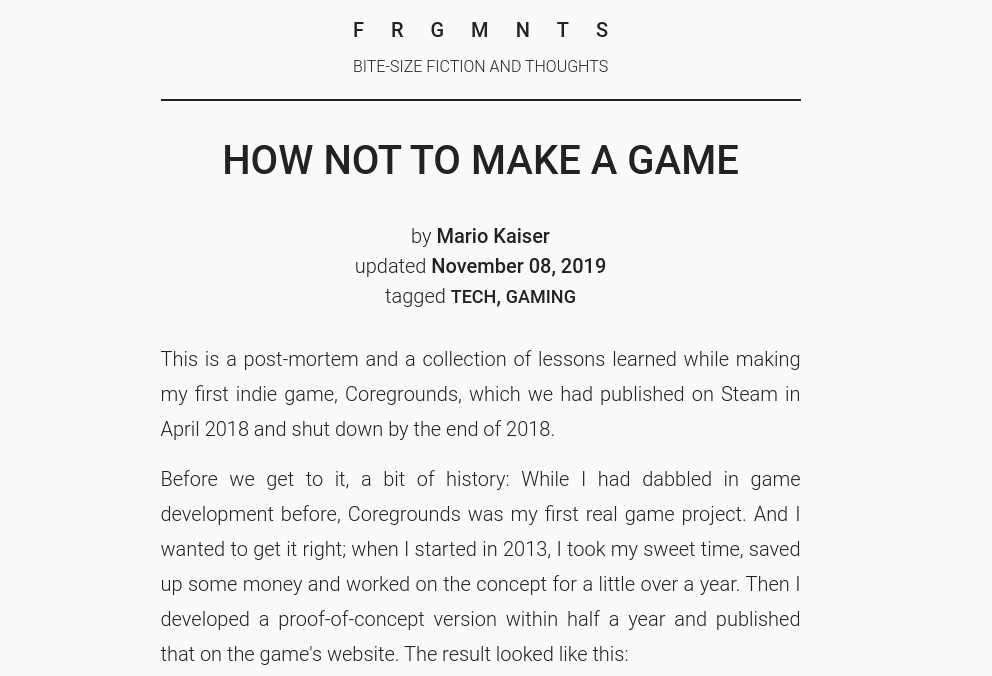 F R G M N T S
BITE-SIZE FICTION AND THOUGHTS
HOW NOT TO MAKE A GAME
by Mario Kaiser
updated November 08, 2019
tagged TECH, GAMING
This is a post-mortem and a collection of lessons learned while making
my first indie game, Coregrounds, which we had published on Steam in
April 2018 and shut down by the end of 2018.
Before we get to it, a bit of history: While I had dabbled in game
development before, Coregrounds was my first real game project. And I
wanted to get it right; when I started in 2013, I took my sweet time, saved
up some money and worked on the concept for a little over a year. Then I
developed a proof-of-concept version within half a year and published
that on the game's website. The result looked like this: